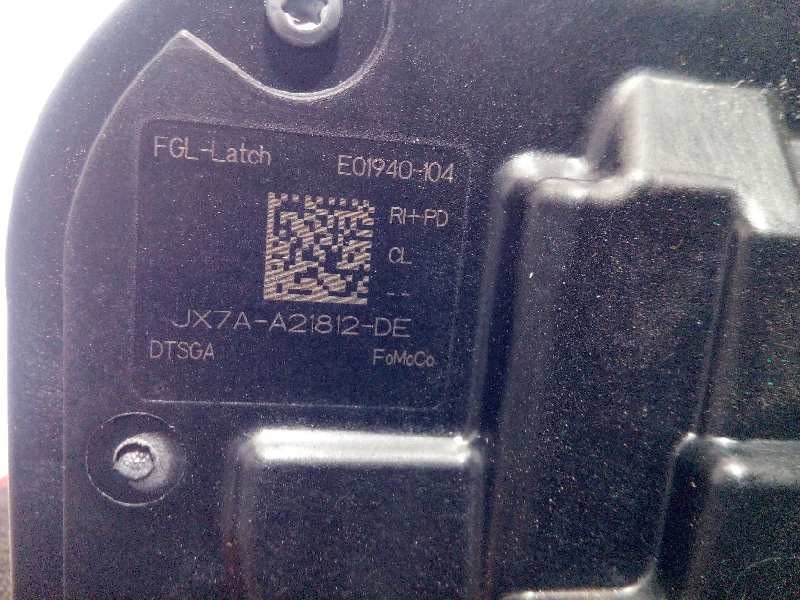 FGL-Latch E01940-104
RI+PD
CL
--
JX7A-A21812-DE
DTSGA FoMoCo